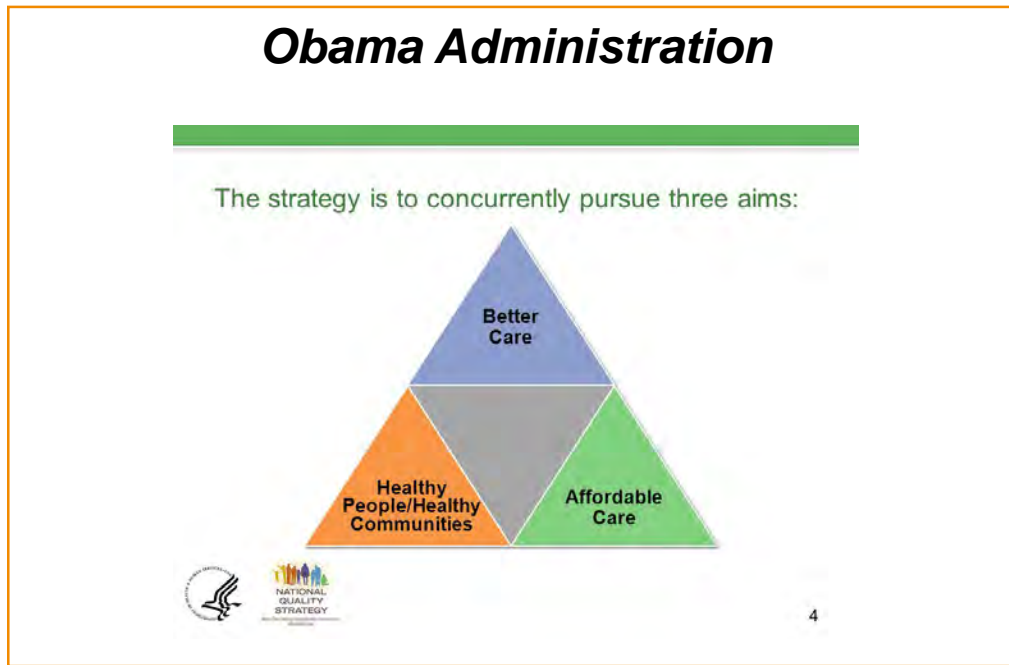 Obama Administration
The strategy is to concurrently pursue three aims:
Better
Care
Healthy
People/Healthy
Communities
Affordable
Care
NATIONAL
QUALITY
STRATEGY
4